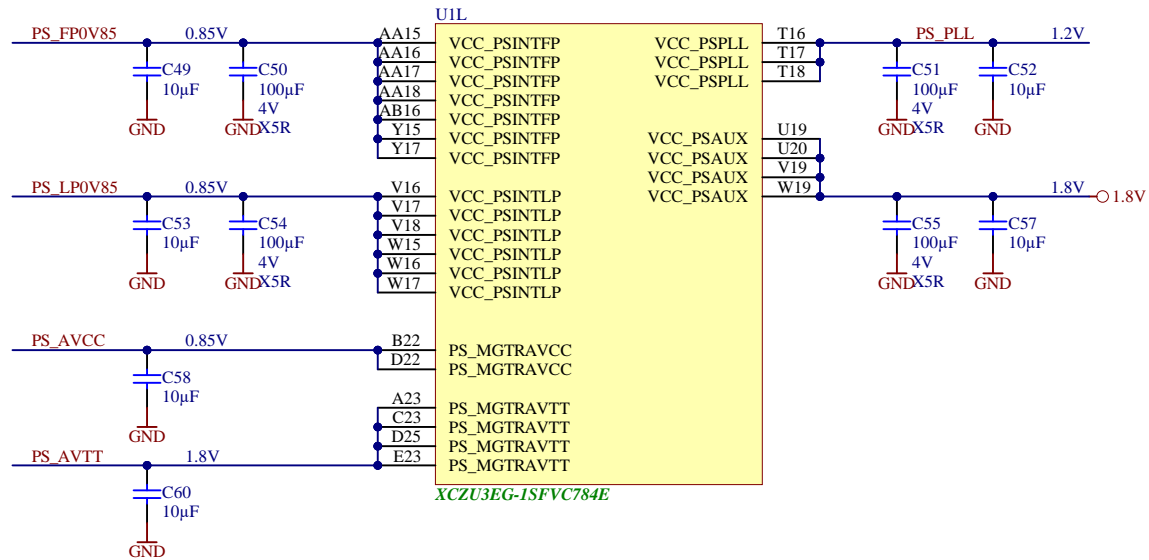 U1L
PS_FP0V85
0.85V
C49
10µF
GND
C50
100µF
4V
X5R
GND
AA15
AA16
AA17
AA18
AB16
Y15
Y17
VCC_PSINTFP
VCC_PSINTFP
VCC_PSINTFP
VCC_PSINTFP
VCC_PSINTFP
VCC_PSINTFP
VCC_PSINTFP
VCC_PSPLL
VCC_PSPLL
VCC_PSPLL
T16
T17
T18
PS_PLL
1.2V
C51
100µF
4V
X5R
GND
C52
10µF
GND
VCC_PSAUX
VCC_PSAUX
VCC_PSAUX
VCC_PSAUX
U19
U20
V19
W19
1.8V
1.8V
C55
100µF
4V
X5R
GND
C57
10µF
GND
PS_LP0V85
0.85V
C53
10µF
GND
C54
100µF
4V
X5R
GND
V16
V17
V18
W15
W16
W17
VCC_PSINTLP
VCC_PSINTLP
VCC_PSINTLP
VCC_PSINTLP
VCC_PSINTLP
VCC_PSINTLP
PS_AVCC
0.85V
C58
10µF
GND
B22
D22
PS_MGTRAVCC
PS_MGTRAVCC
A23
C23
D25
E23
PS_MGTRAVTT
PS_MGTRAVTT
PS_MGTRAVTT
PS_MGTRAVTT
PS_AVTT
1.8V
C60
10µF
GND
XCZU3EG-1SFVC784E